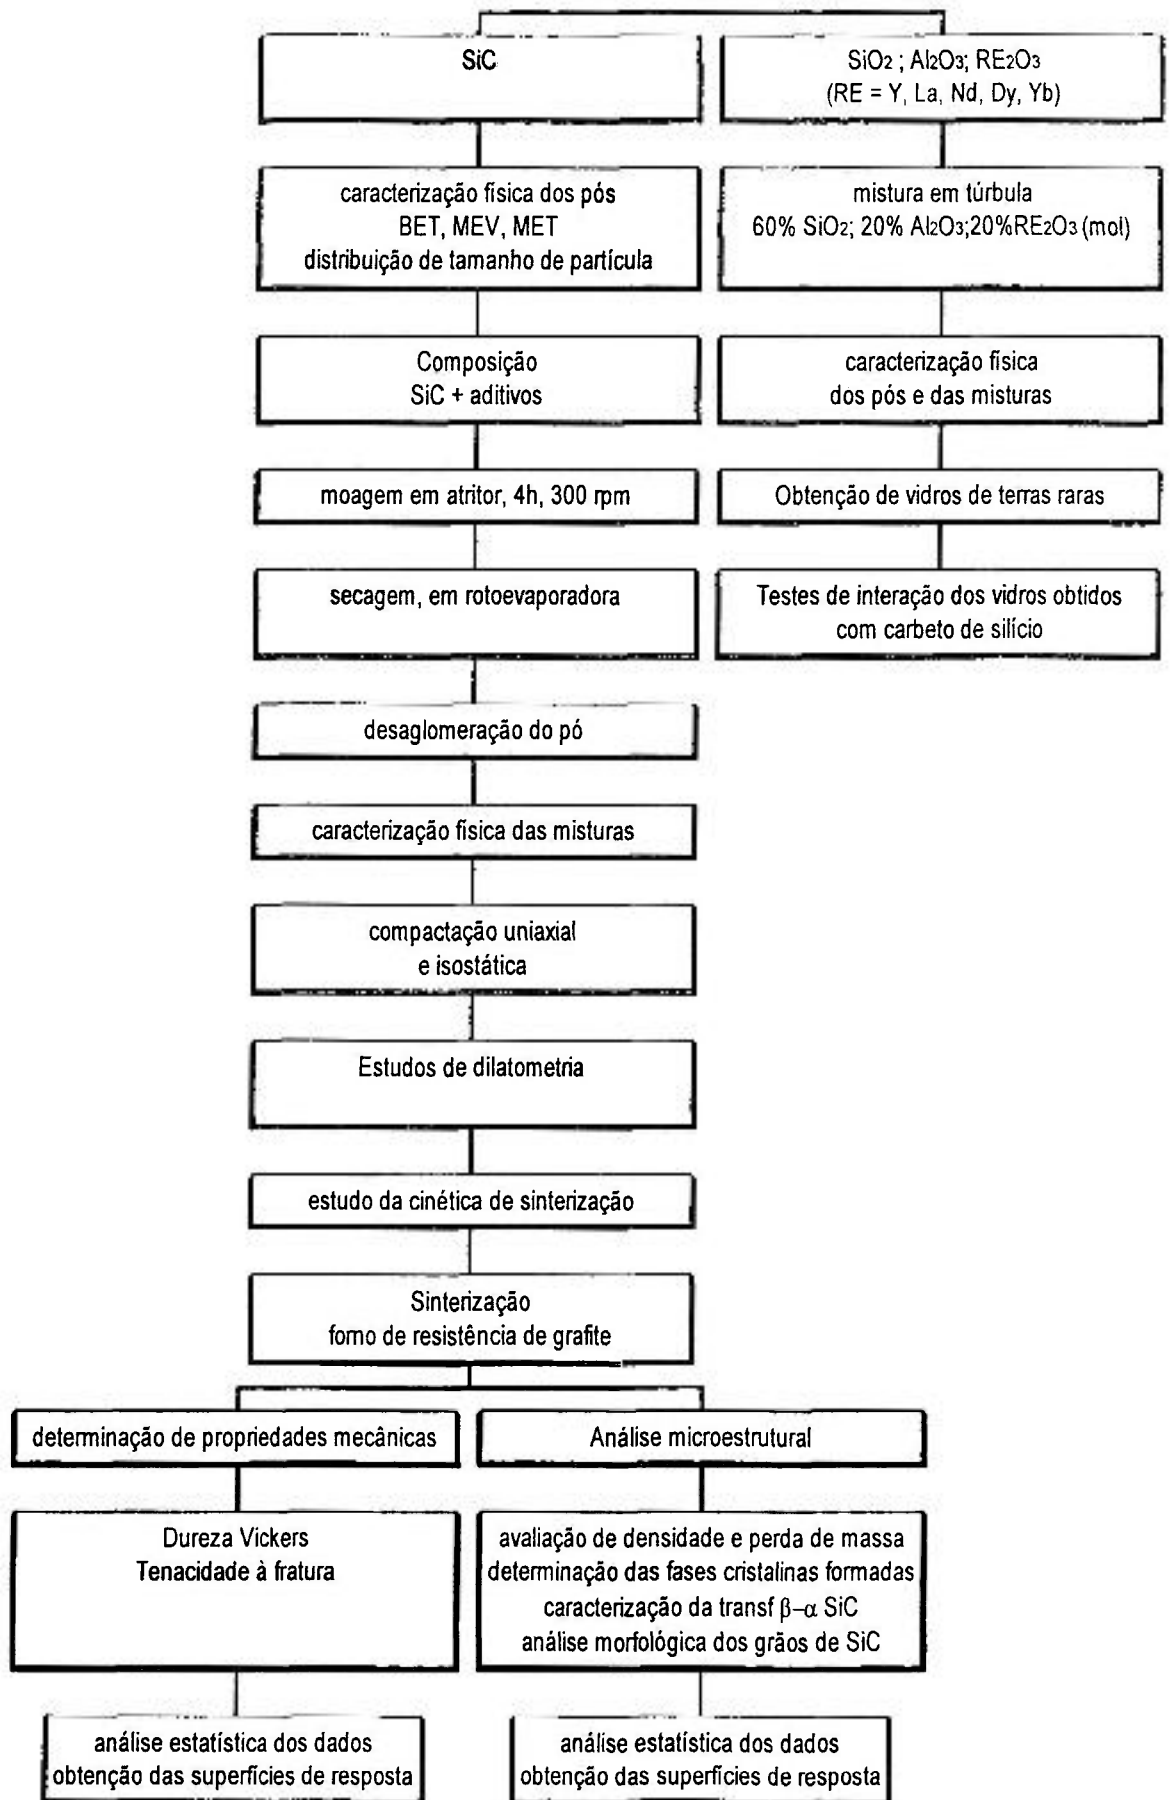 SiC
SiO2 ; Al2O3; RE2O3
(RE = Y, La, Nd, Dy, Yb)
caracterização física dos pós
BET, MEV, MET
distribuição de tamanho de partícula
mistura em túrbula
60% SiO2; 20% Al2O3;20%RE2O3 (mol)
Composição
SiC + aditivos
caracterização física
dos pós e das misturas
moagem em atritor, 4h, 300 rpm
Obtenção de vidros de terras raras
secagem, em rotoevaporadora
Testes de interação dos vidros obtidos
com carbeto de silício
desaglomeração do pó
caracterização física das misturas
compactação uniaxial
e isostática
Estudos de dilatometria
estudo da cinética de sinterização
Sinterização
forno de resistência de grafite
determinação de propriedades mecânicas
Análise microestrutural
Dureza Vickers
Tenacidade à fratura
avaliação de densidade e perda de massa
determinação das fases cristalinas formadas
caracterização da transf β–α SiC
análise morfológica dos grãos de SiC
análise estatística dos dados
obtenção das superfícies de resposta
análise estatística dos dados
obtenção das superfícies de resposta